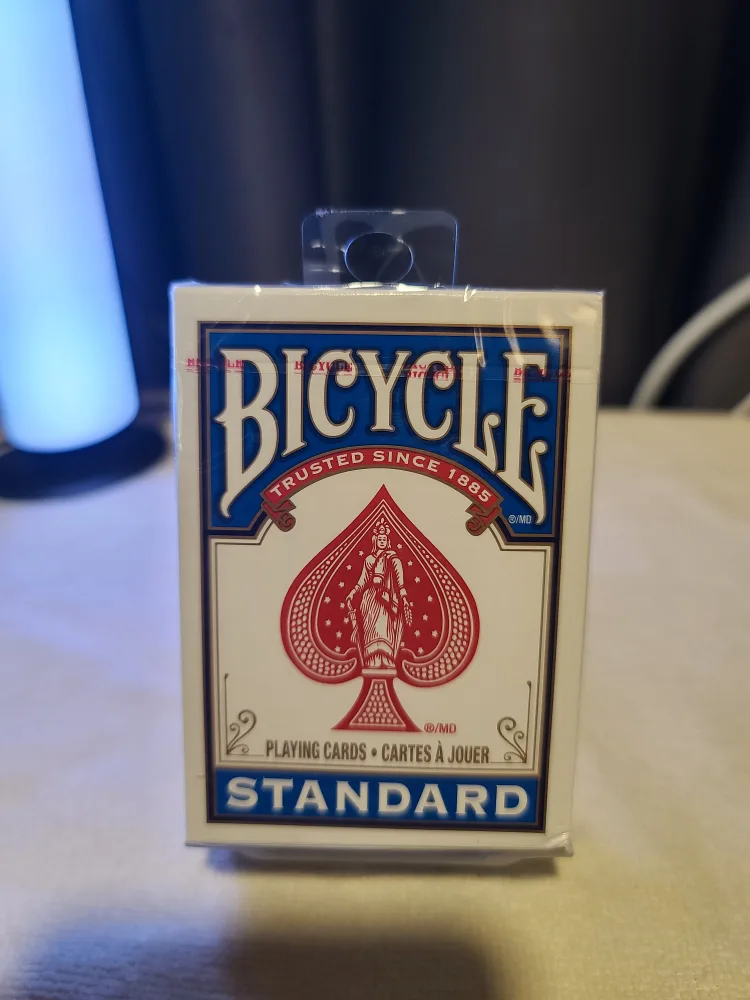 BICYCLE
TRUSTED SINCE 1885
®/MD
®/MD
PLAYING CARDS • CARTES À JOUER
STANDARD